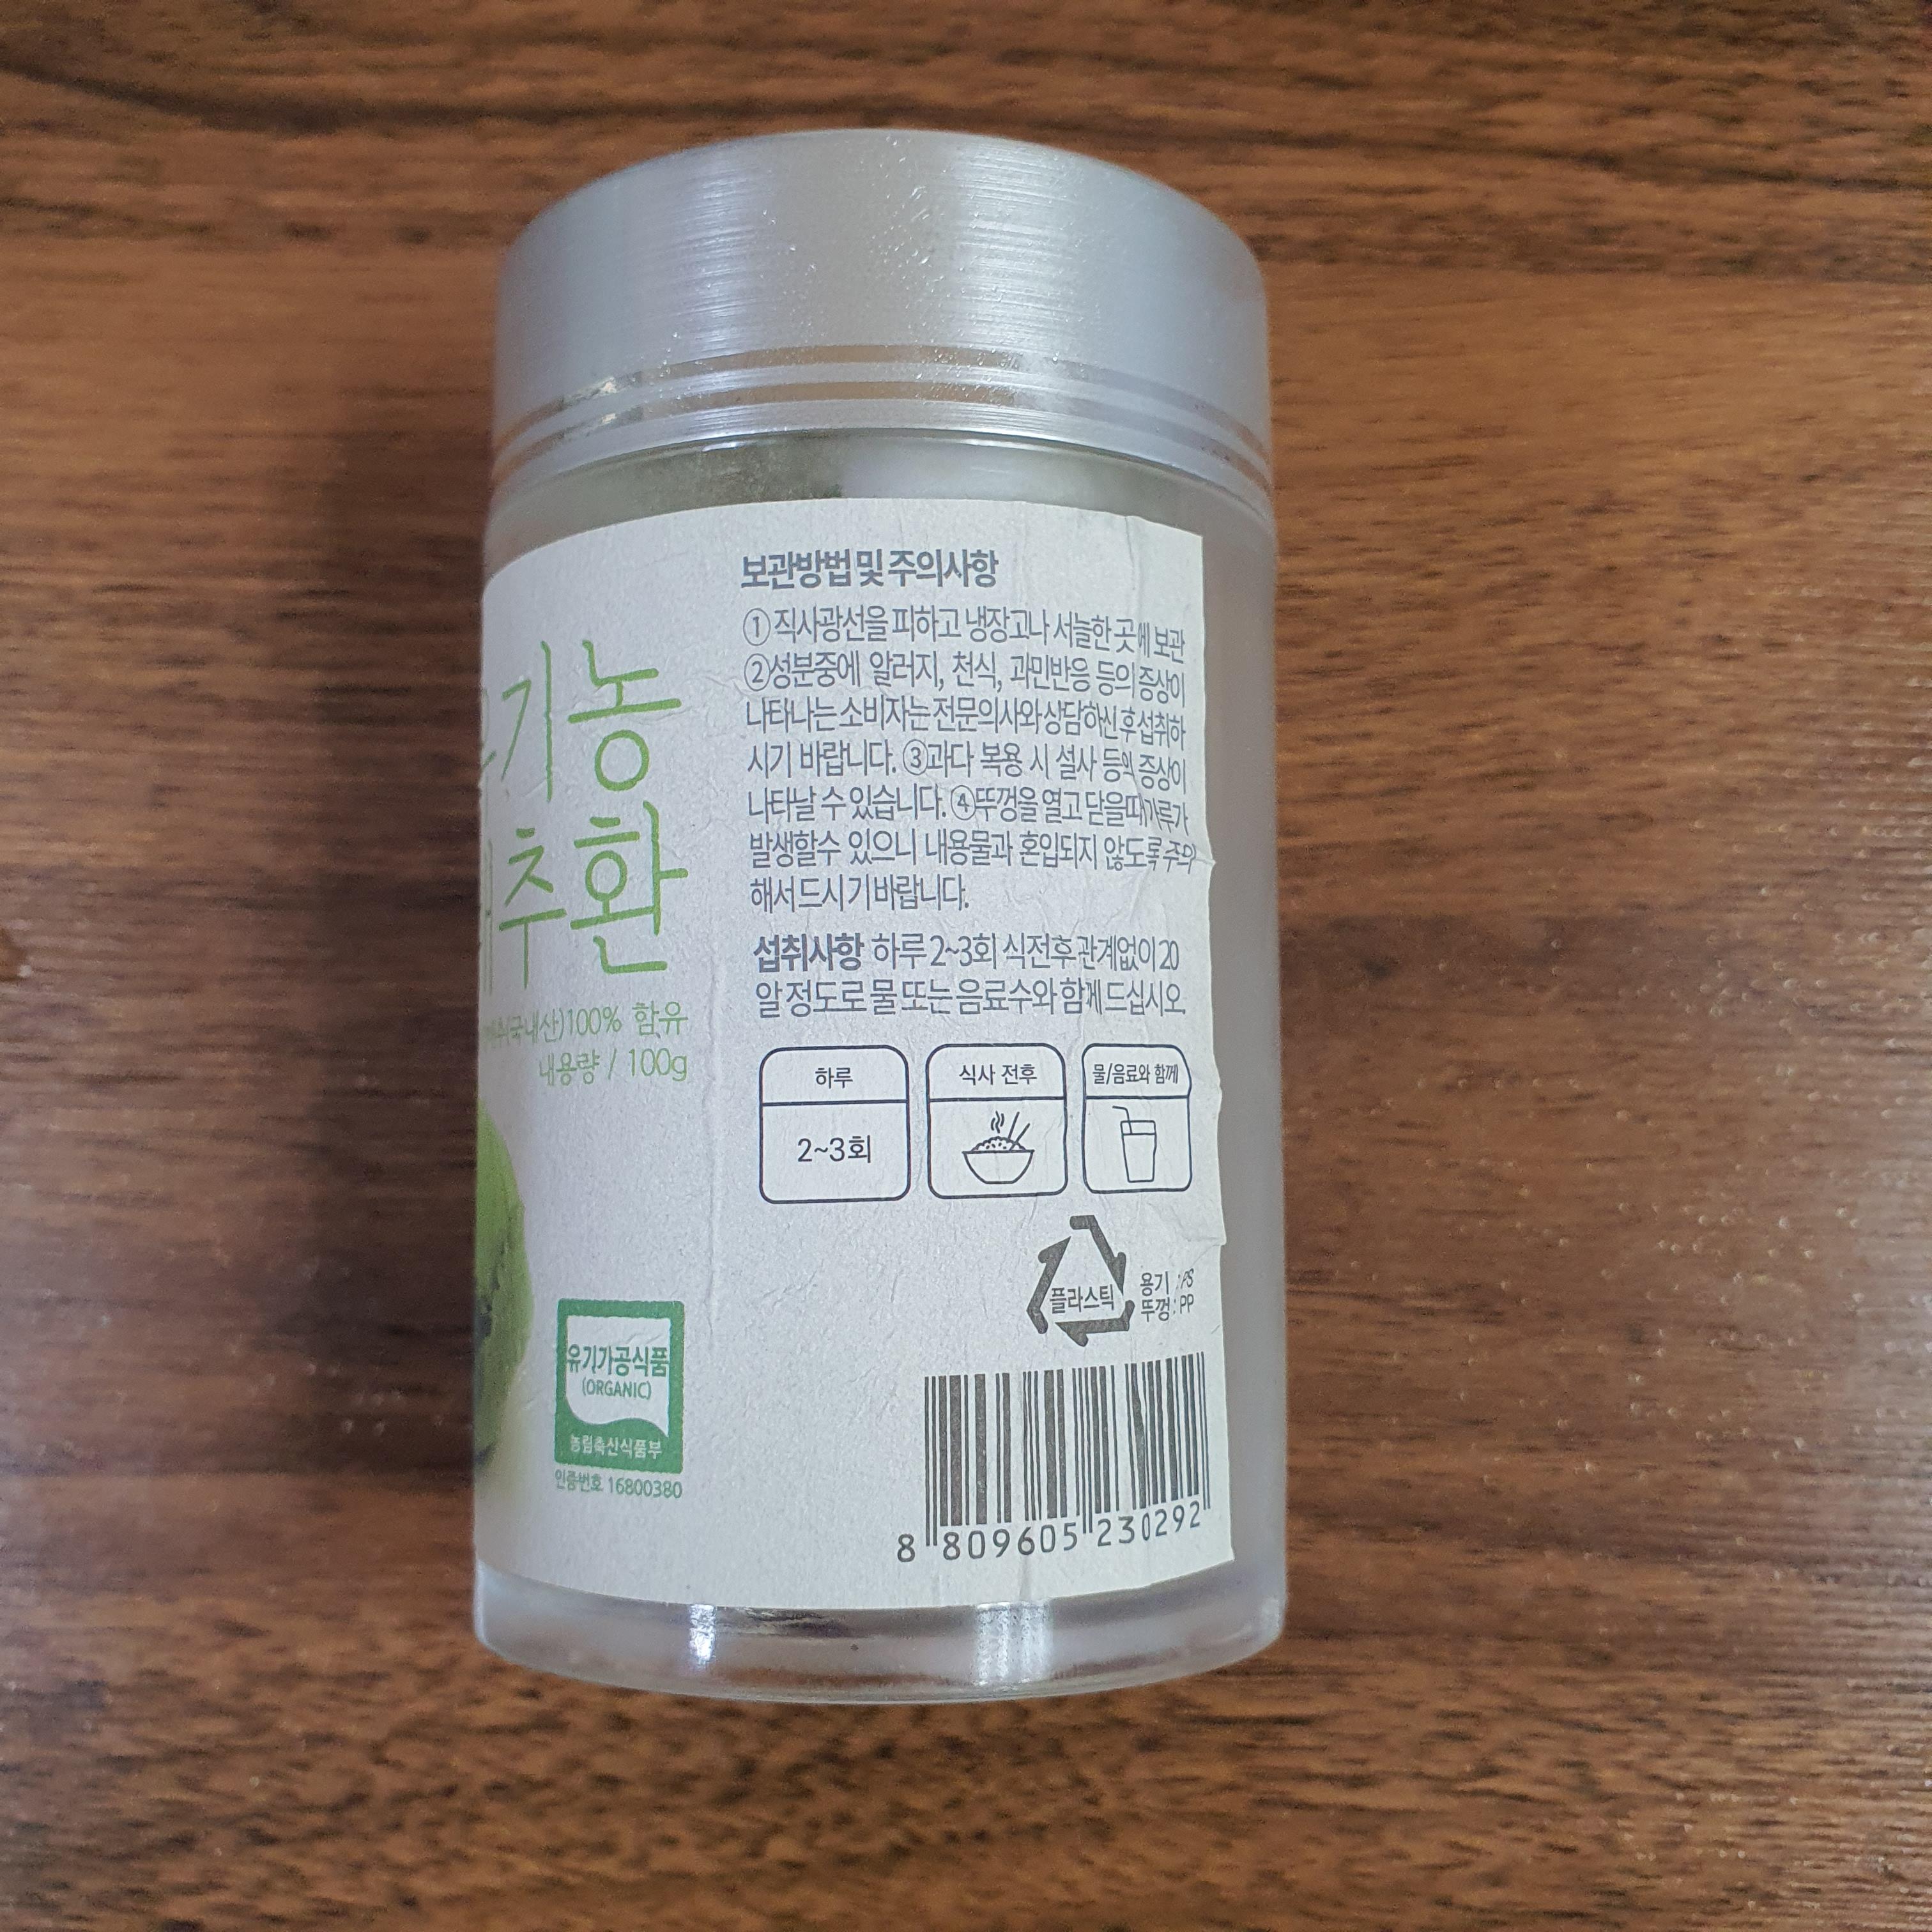 기농
추환
(국내산)100% 함유
내용량 / 100g
유기가공식품
(ORGANIC)
농림축산식품부
인증번호 16800380
보관방법 및 주의사항
①직사광선을 피하고 냉장고나 서늘한 곳에 보관
②성분중에 알러지, 천식, 과민반응 등의 증상이
나타나는 소비자는 전문의사와 상담하신 후 섭취하
시기 바랍니다. ③과다 복용 시 설사 등의 증상이
나타날 수 있습니다. ④뚜껑을 열고 닫을때 가루가
발생할수 있으니 내용물과 혼입되지 않도록 주의
해서 드시기 바랍니다.
섭취사항 하루 2~3회 식전후 관계없이 20
알 정도로 물 또는 음료수와 함께 드십시오.
하루
2~3회
식사 전후
물/음료와 함께
플라스틱
용기 : PS
뚜껑 : PP
8 809605 230292